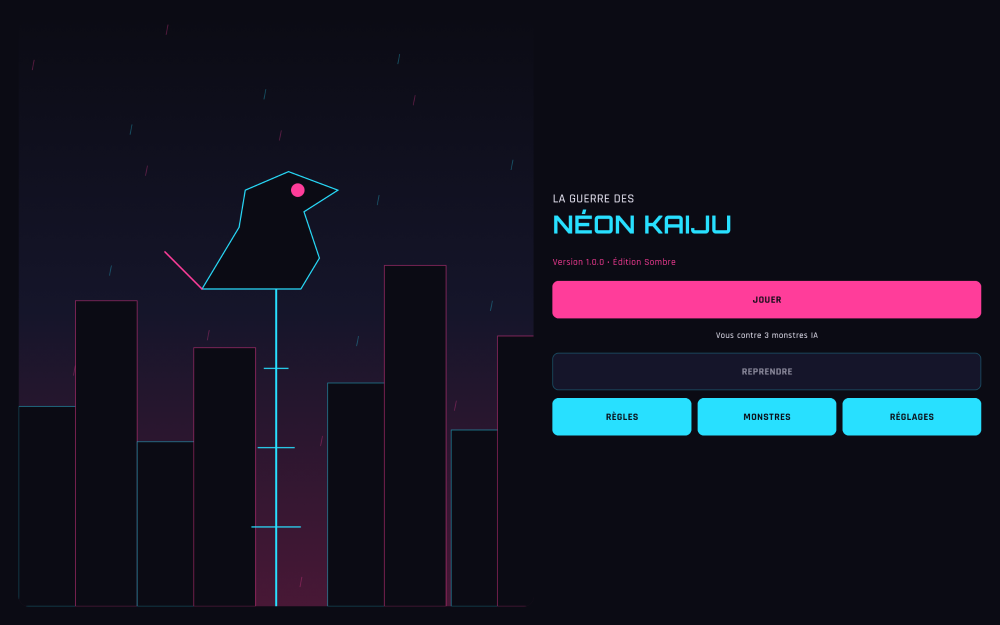 LA GUERRE DES
NÉON KAIJU
Version 1.0.0 · Édition Sombre
JOUER
Vous contre 3 monstres IA
REPRENDRE
RÈGLES
MONSTRES
RÉGLAGES